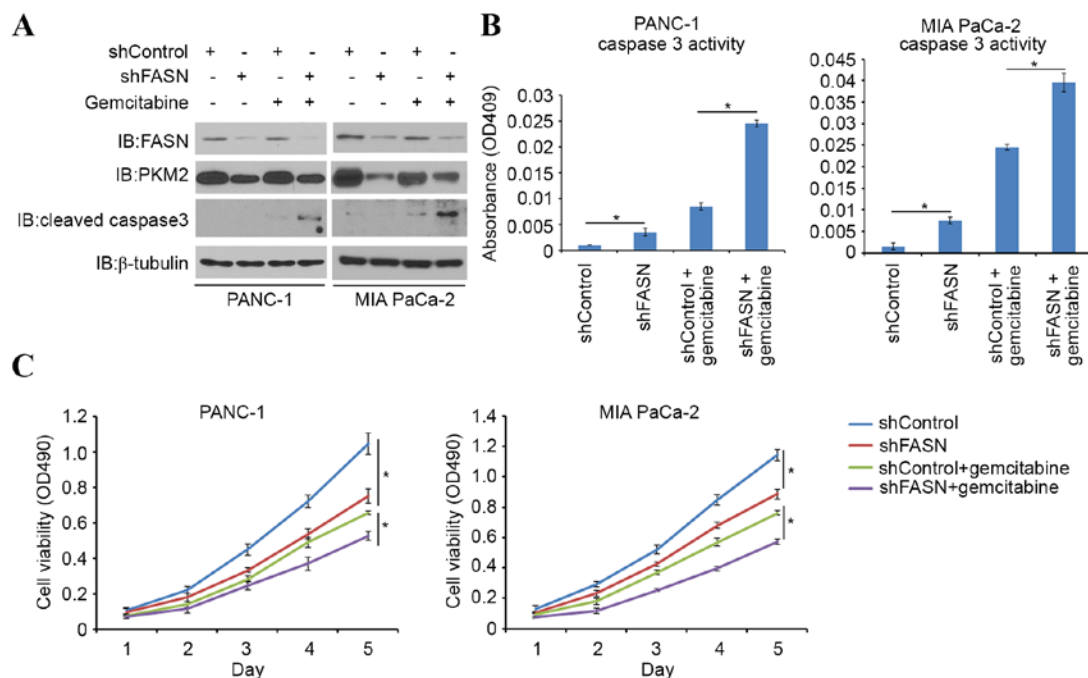 A
shControl + - + - + - + -
shFASN - + - + - + - +
Gemcitabine - - + + - - + +
IB:FASN
IB:PKM2
IB:cleaved caspase3
IB:β-tubulin
PANC-1 MIA PaCa-2
B
PANC-1
caspase 3 activity
Absorbance (OD409)
0.03
0.025
0.02
0.015
0.01
0.005
0
*
*
shControl
shFASN
shControl +
gemcitabine
shFASN +
gemcitabine
MIA PaCa-2
caspase 3 activity
0.045
0.04
0.035
0.03
0.025
0.02
0.015
0.01
0.005
0
*
*
shControl
shFASN
shControl +
gemcitabine
shFASN +
gemcitabine
C
PANC-1
Cell viability (OD490)
1.2
1.0
0.8
0.6
0.4
0.2
0
*
*
1 2 3 4 5
Day
MIA PaCa-2
Cell viability (OD490)
1.4
1.2
1.0
0.8
0.6
0.4
0.2
0
*
*
1 2 3 4 5
Day
shControl
shFASN
shControl+gemcitabine
shFASN+gemcitabine